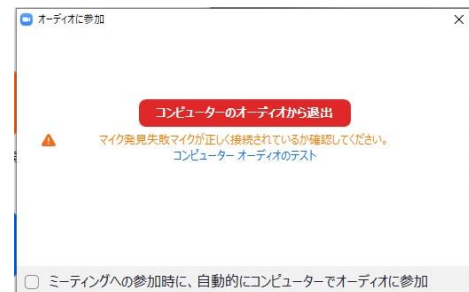 オーディオに参加
コンピューターのオーディオから退出
マイク発見失敗マイクが正しく接続されているか確認してください。
コンピューター オーディオのテスト
ミーティングへの参加時に、自動的にコンピューターでオーディオに参加